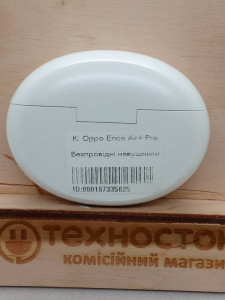 К: Oppo Enco Air4 Pro
Безпровідні навушники
ID:000107335625
ТЕХНОСТОК
комісійний магазин